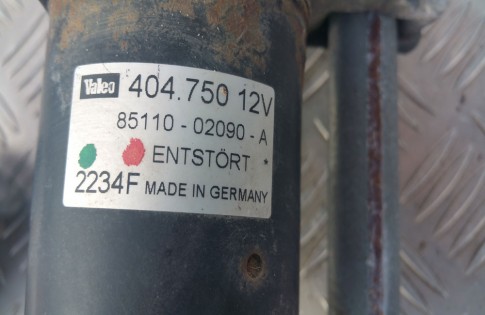 Valeo 404.750 12V
85110 - 02090 - A
ENTSTÖRT
2234F MADE IN GERMANY